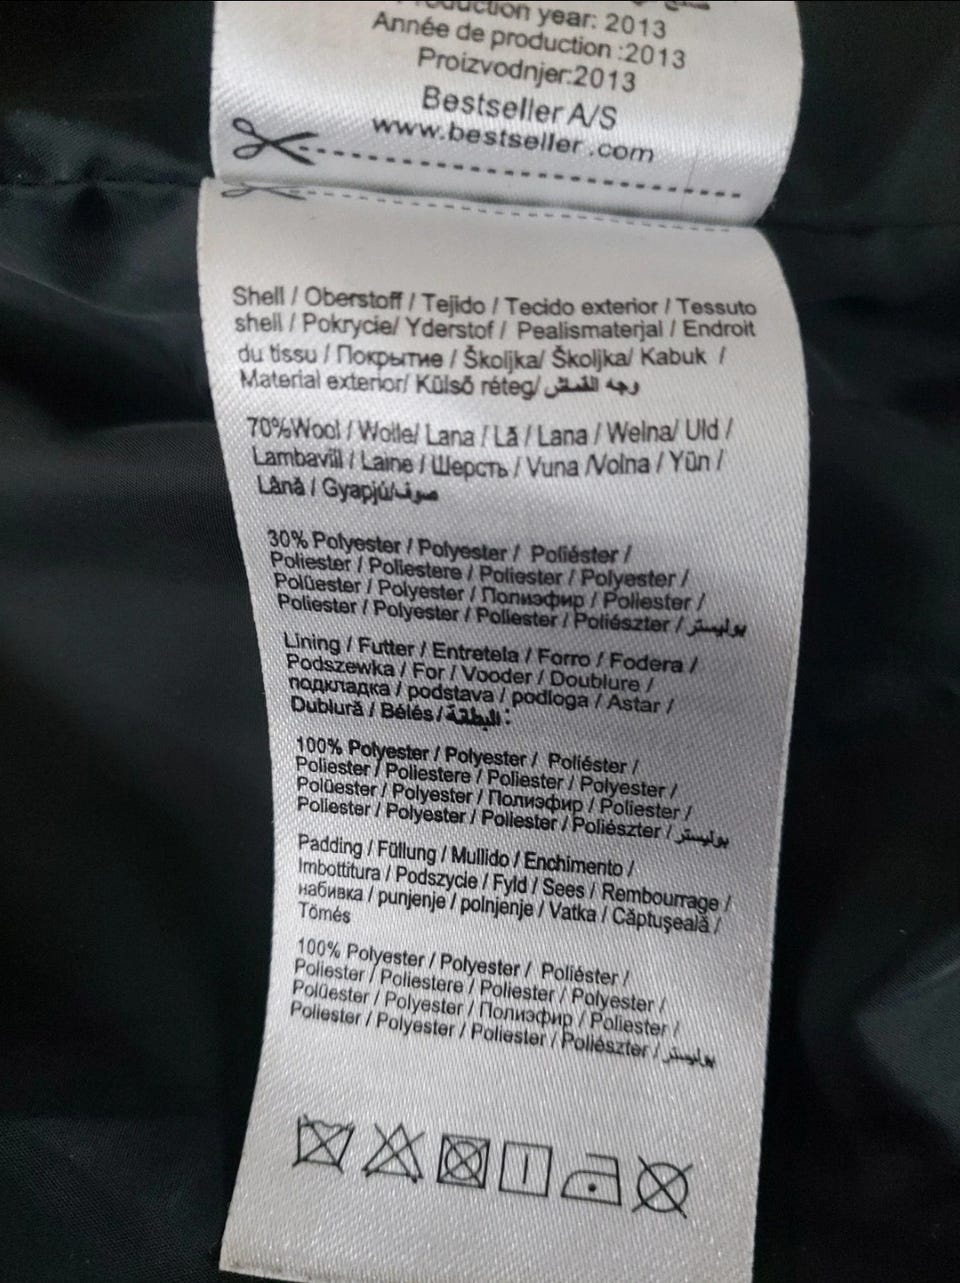 Production year: 2013
Année de production :2013
Proizvodnjer:2013
Bestseller A/S
www.bestseller .com
Shell / Oberstoff / Tejido / Tecido exterior / Tessuto
shell / Pokrycie/ Yderstof / Pealismaterjal / Endroit
du tissu / Покрытие / Školjka/ Školjka/ Kabuk /
Material exterior/ Külső réteg/ وجه القماش
70%Wool / Wolle/ Lana / Lã / Lana / Wełna/ Uld /
Lambavill / Laine / Шерсть / Vuna /Volna / Yün /
Lână / Gyapjú/صوف
30% Polyester / Polyester / Poliéster /
Poliester / Poliestere / Poliester / Polyester /
Polüester / Polyester / Полиэфир / Poliester /
Poliester / Polyester / Poliester / Poliészter / بوليستر
Lining / Futter / Entretela / Forro / Fodera /
Podszewka / For / Vooder / Doublure /
подкладка / podstava / podloga / Astar /
Dublură / Bélés / البطانة:
100% Polyester / Polyester / Poliéster /
Poliester / Poliestere / Poliester / Polyester /
Polüester / Polyester / Полиэфир / Poliester /
Poliester / Polyester / Poliester / Poliészter / بوليستر
Padding / Füllung / Mullido / Enchimento /
Imbottitura / Podszycie / Fyld / Sees / Rembourrage /
набивка / punjenje / polnjenje / Vatka / Căptuşeală /
Tömés
100% Polyester / Polyester / Poliéster /
Poliester / Poliestere / Poliester / Polyester /
Polüester / Polyester / Полиэфир / Poliester /
Poliester / Polyester / Poliester / Poliészter / بوليستر